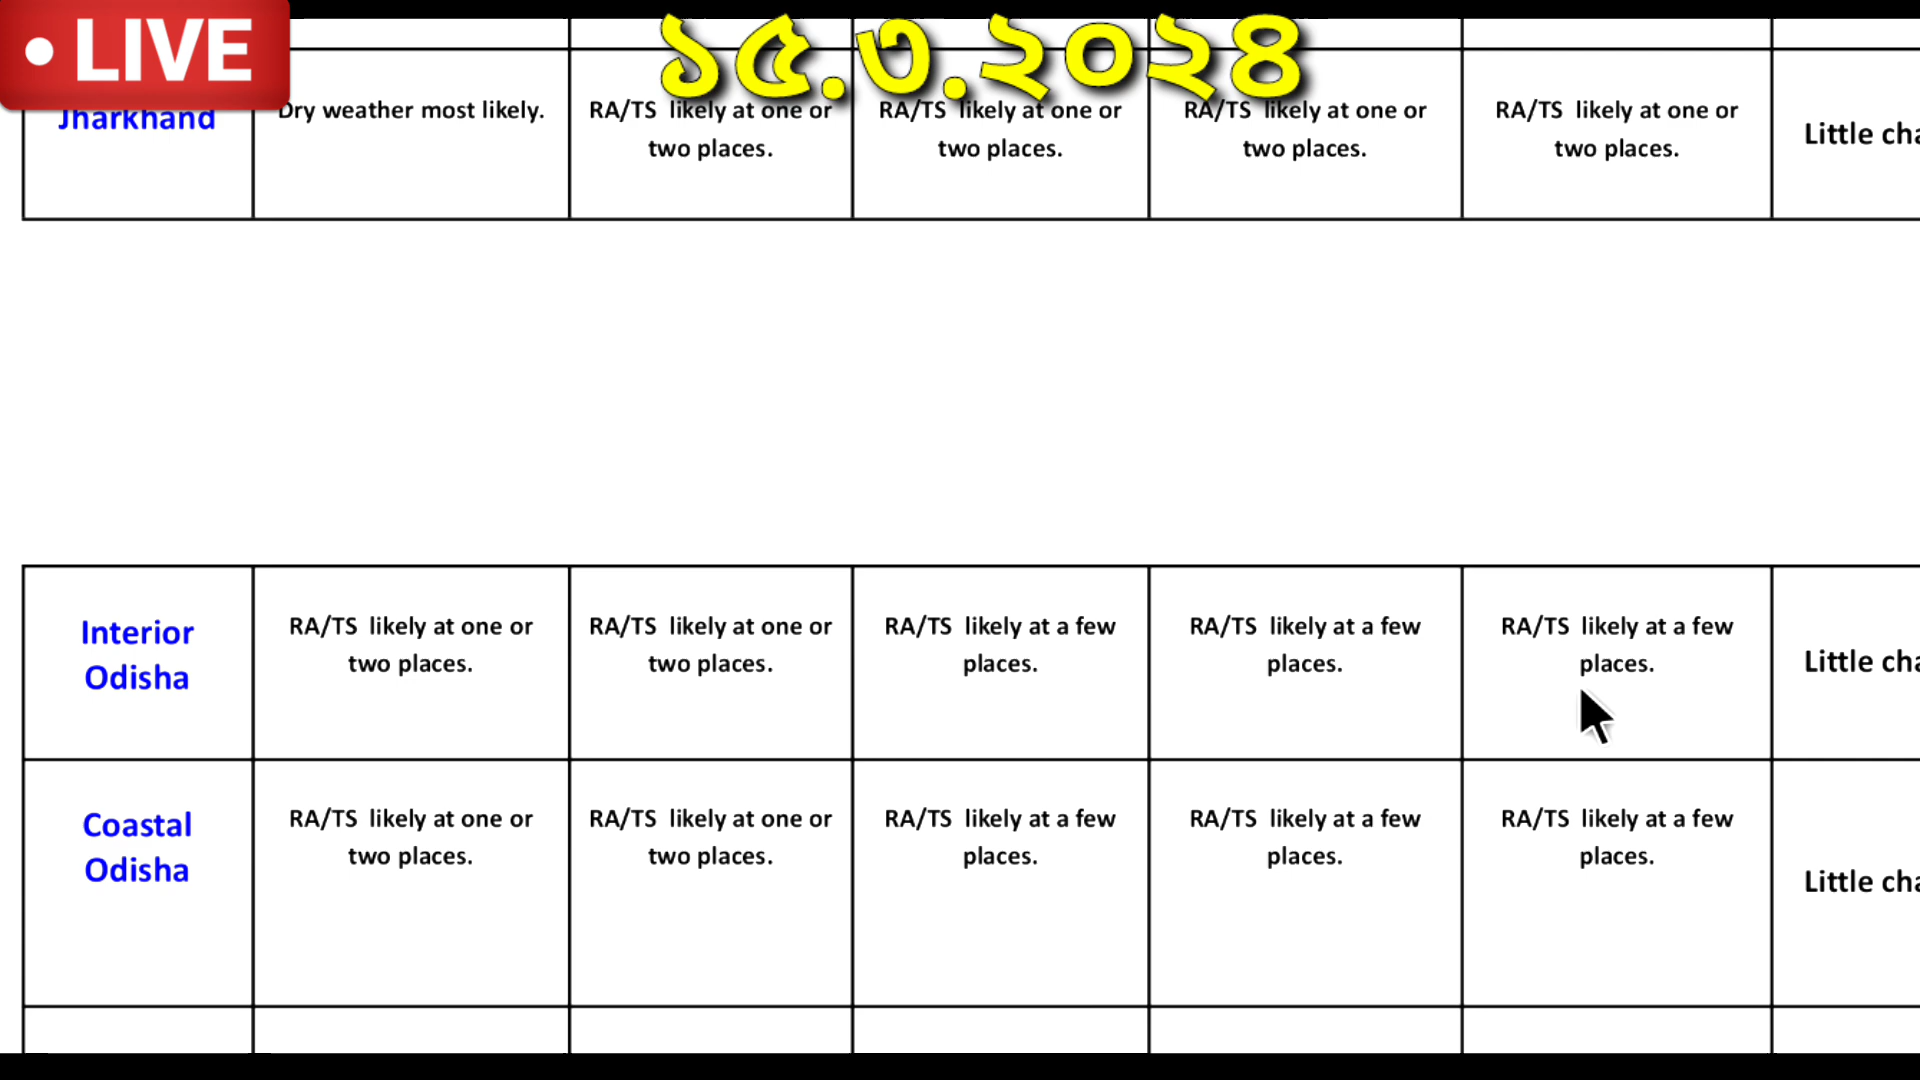 LIVE
১৫.৩.২০২৪
Jharkhand
Dry weather most likely.
RA/TS likely at one or
two places.
RA/TS likely at one or
two places.
RA/TS likely at one or
two places.
RA/TS likely at one or
two places.
Little
Interior
Odisha
RA/TS likely at one or
two places.
RA/TS likely at one or
two places.
RA/TS likely at a few
places.
RA/TS likely at a few
places.
RA/TS likely at a few
places.
Little
Coastal
Odisha
RA/TS likely at one or
two places.
RA/TS likely at one or
two places.
RA/TS likely at a few
places.
RA/TS likely at a few
places.
RA/TS likely at a few
places.
Little